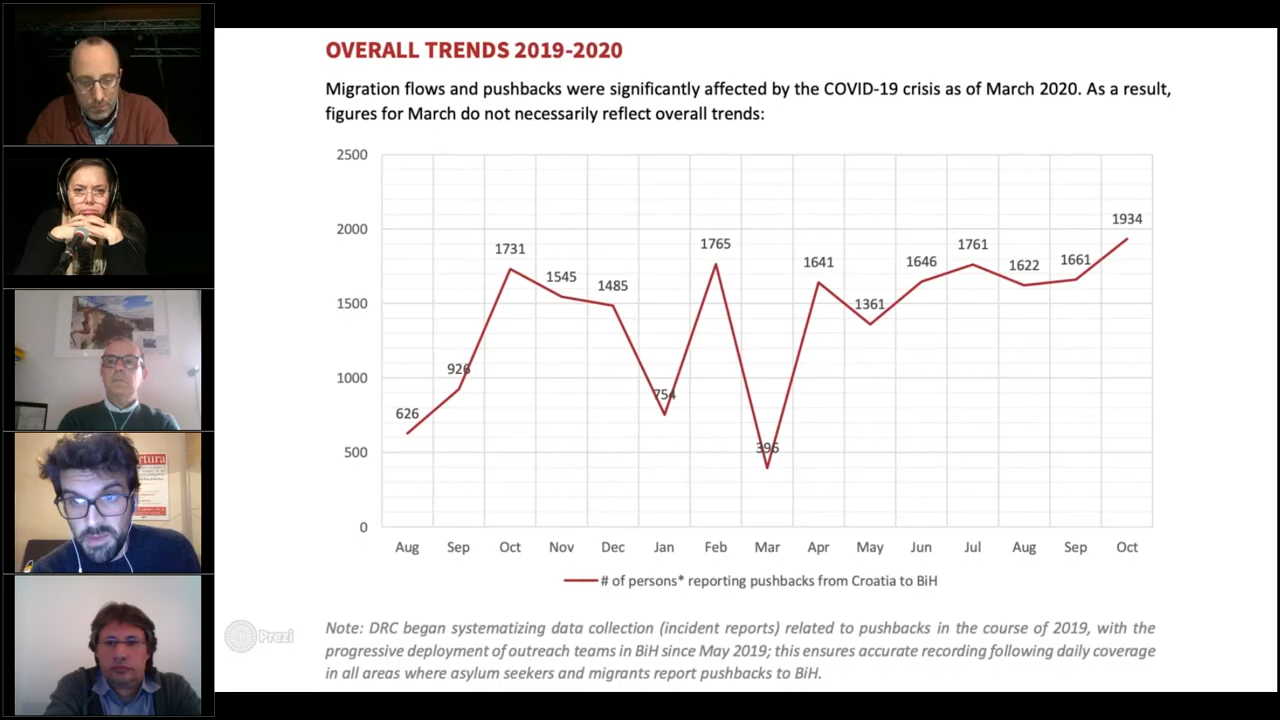 OVERALL TRENDS 2019-2020
Migration flows and pushbacks were significantly affected by the COVID-19 crisis as of March 2020. As a result,
figures for March do not necessarily reflect overall trends:
2500
2000
1500
1000
500
0
626
926
1731
1545
1485
754
1765
396
1641
1361
1646
1761
1622
1661
1934
Aug Sep Oct Nov Dec Jan Feb Mar Apr May Jun Jul Aug Sep Oct
# of persons* reporting pushbacks from Croatia to BiH
Note: DRC began systematizing data collection (incident reports) related to pushbacks in the course of 2019, with the
progressive deployment of outreach teams in BiH since May 2019; this ensures accurate recording following daily coverage
in all areas where asylum seekers and migrants report pushbacks to BiH.
Prezi
rtura